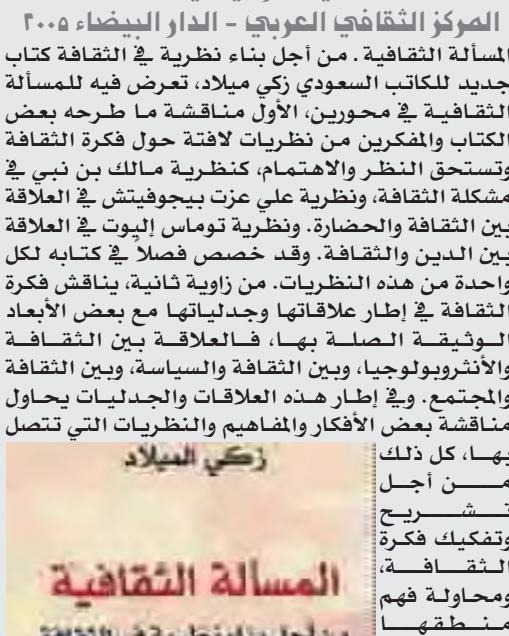 المركز الثقافي العربي - الدار البيضاء ٢٠٠٥
المسألة الثقافية . من أجل بناء نظرية في الثقافة كتاب
جديد للكاتب السعودي زكي ميلاد، تعرض فيه للمسألة
الثقافية في محورين، الأول مناقشة ما طرحه بعض
الكتاب والمفكرين من نظريات لافتة حول فكرة الثقافة
وتستحق النظر والاهتمام، كنظرية مالك بن نبي في
مشكلة الثقافة، ونظرية علي عزت بيجوفيتش في العلاقة
بين الثقافة والحضارة. ونظرية توماس إليوت في العلاقة
بين الدين والثقافة. وقد خصص فصلاً في كتابه لكل
واحدة من هذه النظريات. من زاوية ثانية، يناقش فكرة
الثقافة في إطار علاقاتها وجدلياتها مع بعض الأبعاد
الوثيقة الصلة بها، فالعلاقة بين الثقافة
والأنثروبولوجيا، وبين الثقافة والسياسة، وبين الثقافة
والمجتمع. وفي إطار هذه العلاقات والجدليات يحاول
مناقشة بعض الأفكار والمفاهيم والنظريات التي تتصل
بها، كل ذلك
من أجل
تشريح
وتفكيك فكرة
الثقافة،
ومحاولة فهم
منطقها
زكي الميلاد
المسألة الثقافية
من أجل بناء نظرية في الثقافة